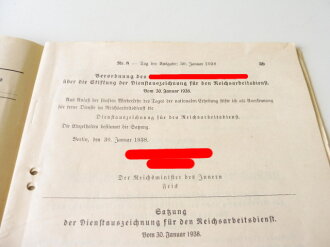 Nr. 8 — Tag der Ausgabe: 30. Januar 1938
Verordnung des
über die Stiftung der Dienstauszeichnung für den Reichsarbeitsdienst.
Vom 30. Januar 1938.
Aus Anlaß der fünften Wiederkehr des Tages der nationalen Erhebung stifte ich als Anerkennung
für treue Dienste im Reichsarbeitsdienst die
Dienstauszeichnung für den Reichsarbeitsdienst.
Die Einzelheiten bestimmt die Satzung.
Berlin, den 30. Januar 1938.
Der Reichsminister des Innern
Frick
Satzung
der Dienstauszeichnung für den Reichsarbeitsdienst.
Vom 30. Januar 1938.